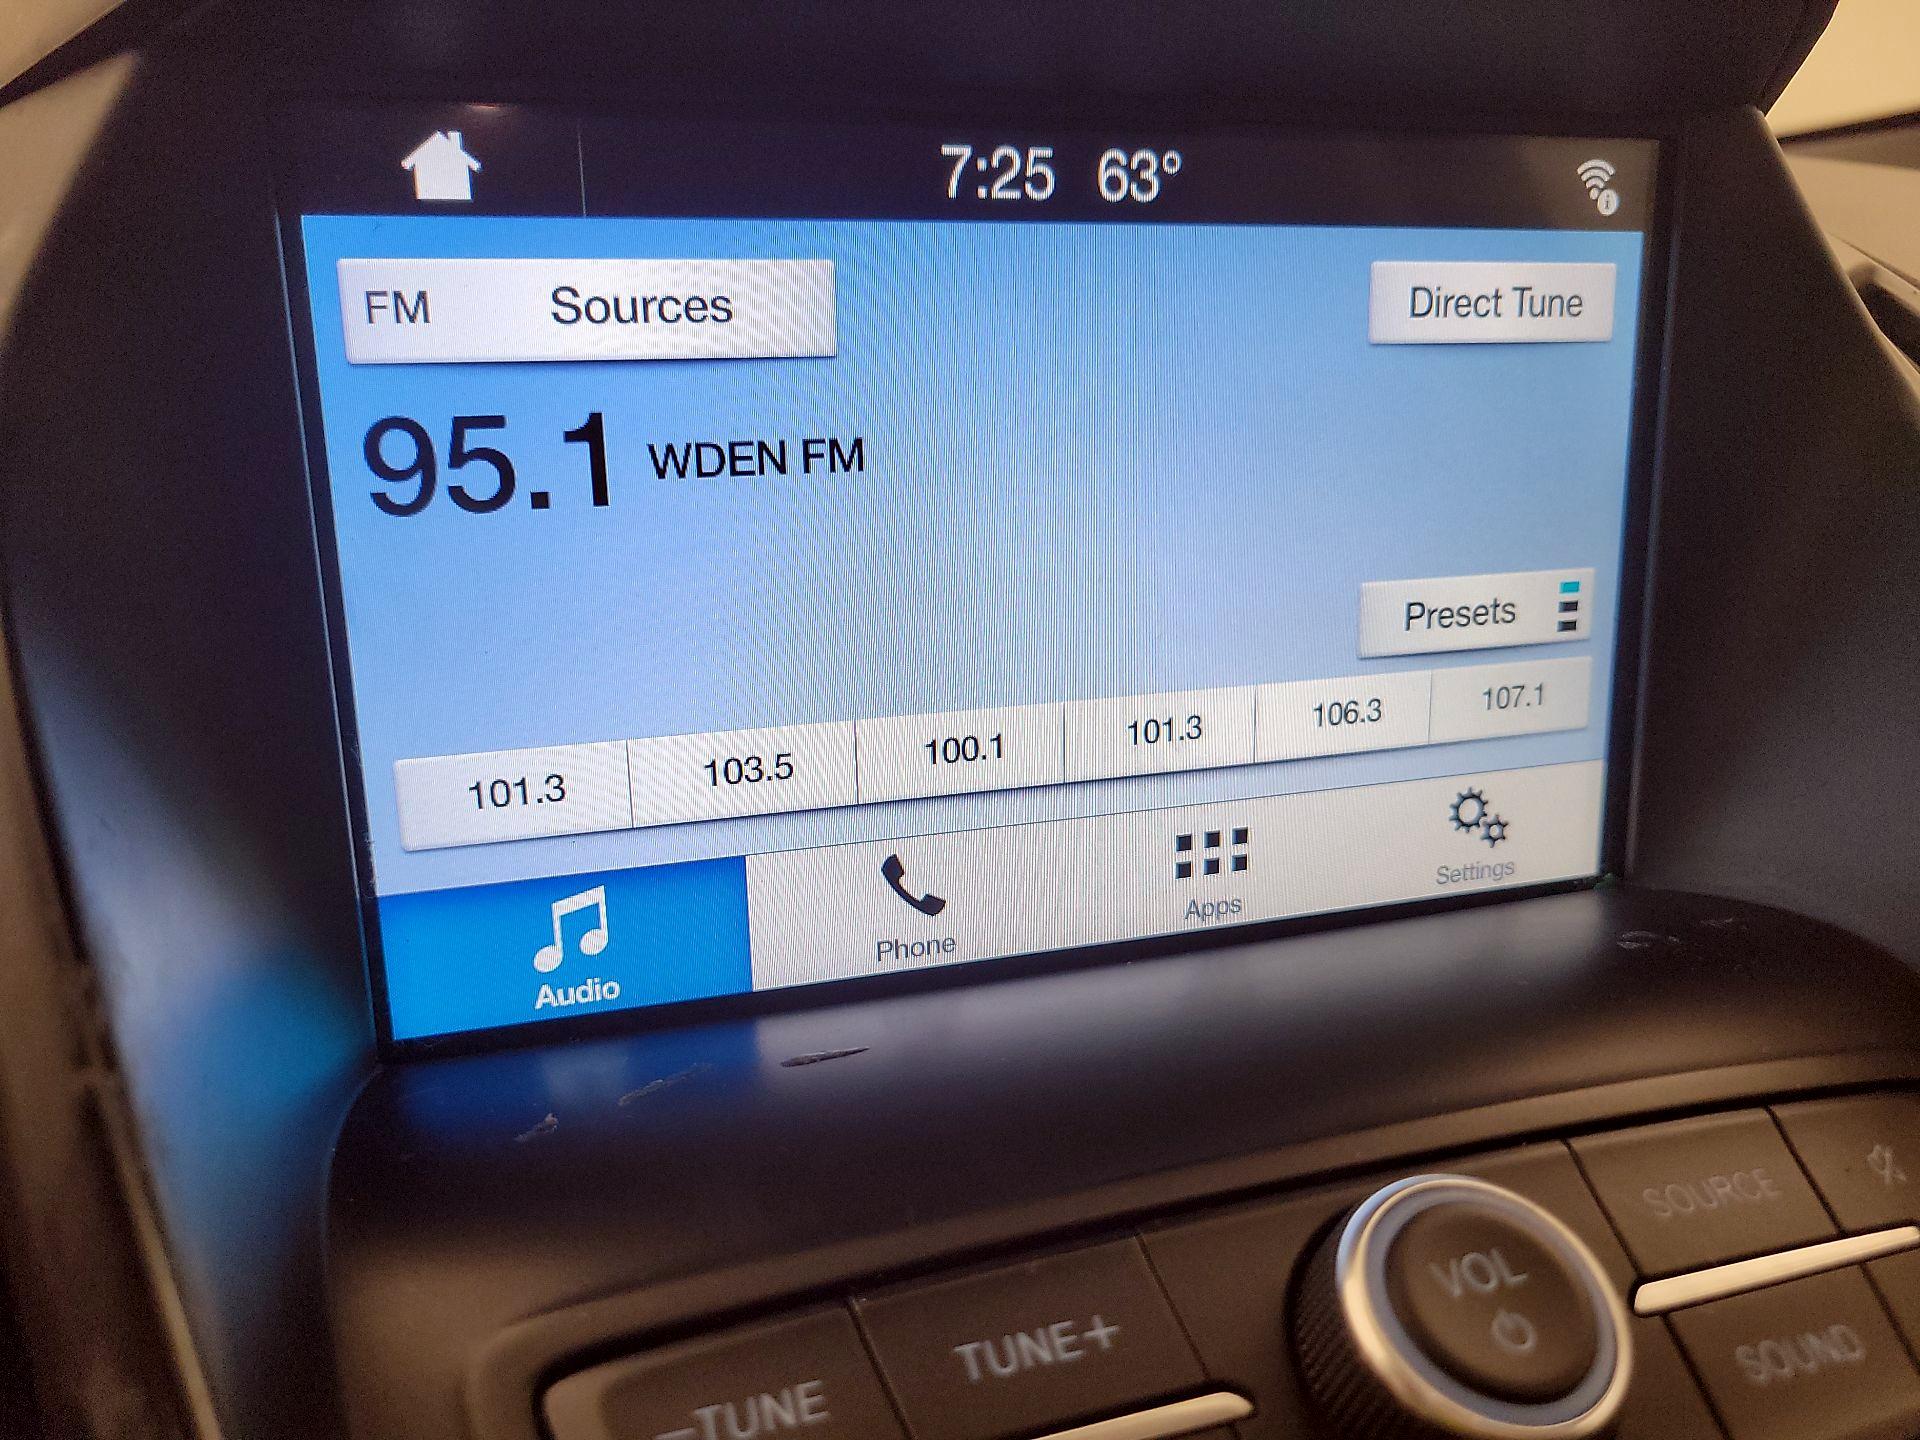 7:25 63°
FM Sources
Direct Tune
95.1 WDEN FM
Presets
101.3 103.5 100.1 101.3 106.3 107.1
Audio Phone Apps Settings
VOL
SOURCE
–TUNE TUNE+
SOUND